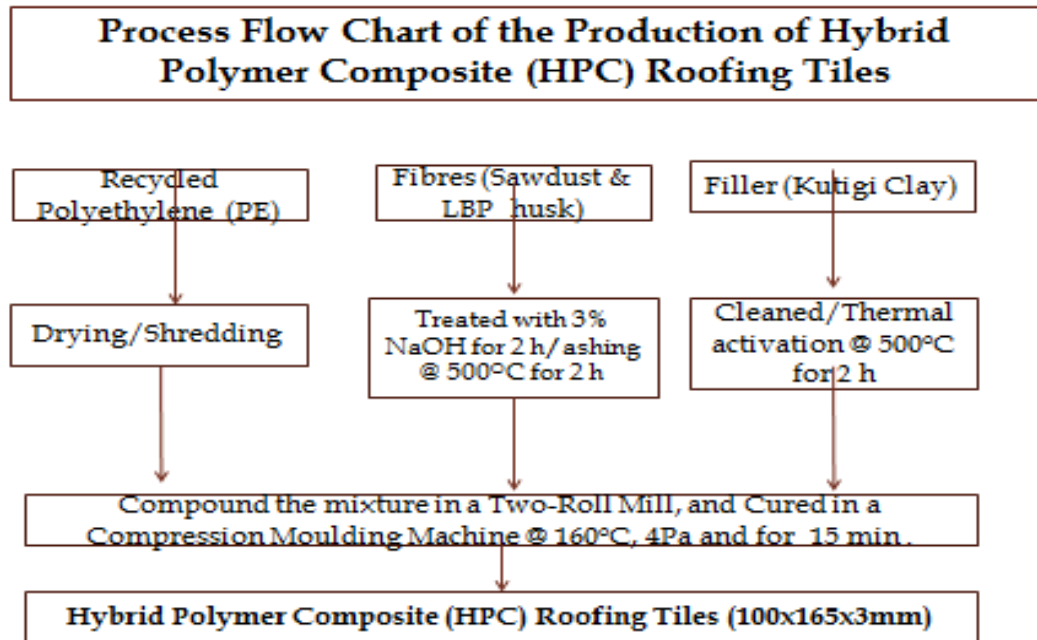 Process Flow Chart of the Production of Hybrid
Polymer Composite (HPC) Roofing Tiles
Recycled
Polyethylene (PE)
Fibres (Sawdust &
LBP husk)
Filler (Kutigi Clay)
Drying/Shredding
Treated with 3%
NaOH for 2 h/ashing
@ 500°C for 2 h
Cleaned/Thermal
activation @ 500°C
for 2 h
Compound the mixture in a Two-Roll Mill, and Cured in a
Compression Moulding Machine @ 160°C, 4Pa and for 15 min .
Hybrid Polymer Composite (HPC) Roofing Tiles (100x165x3mm)